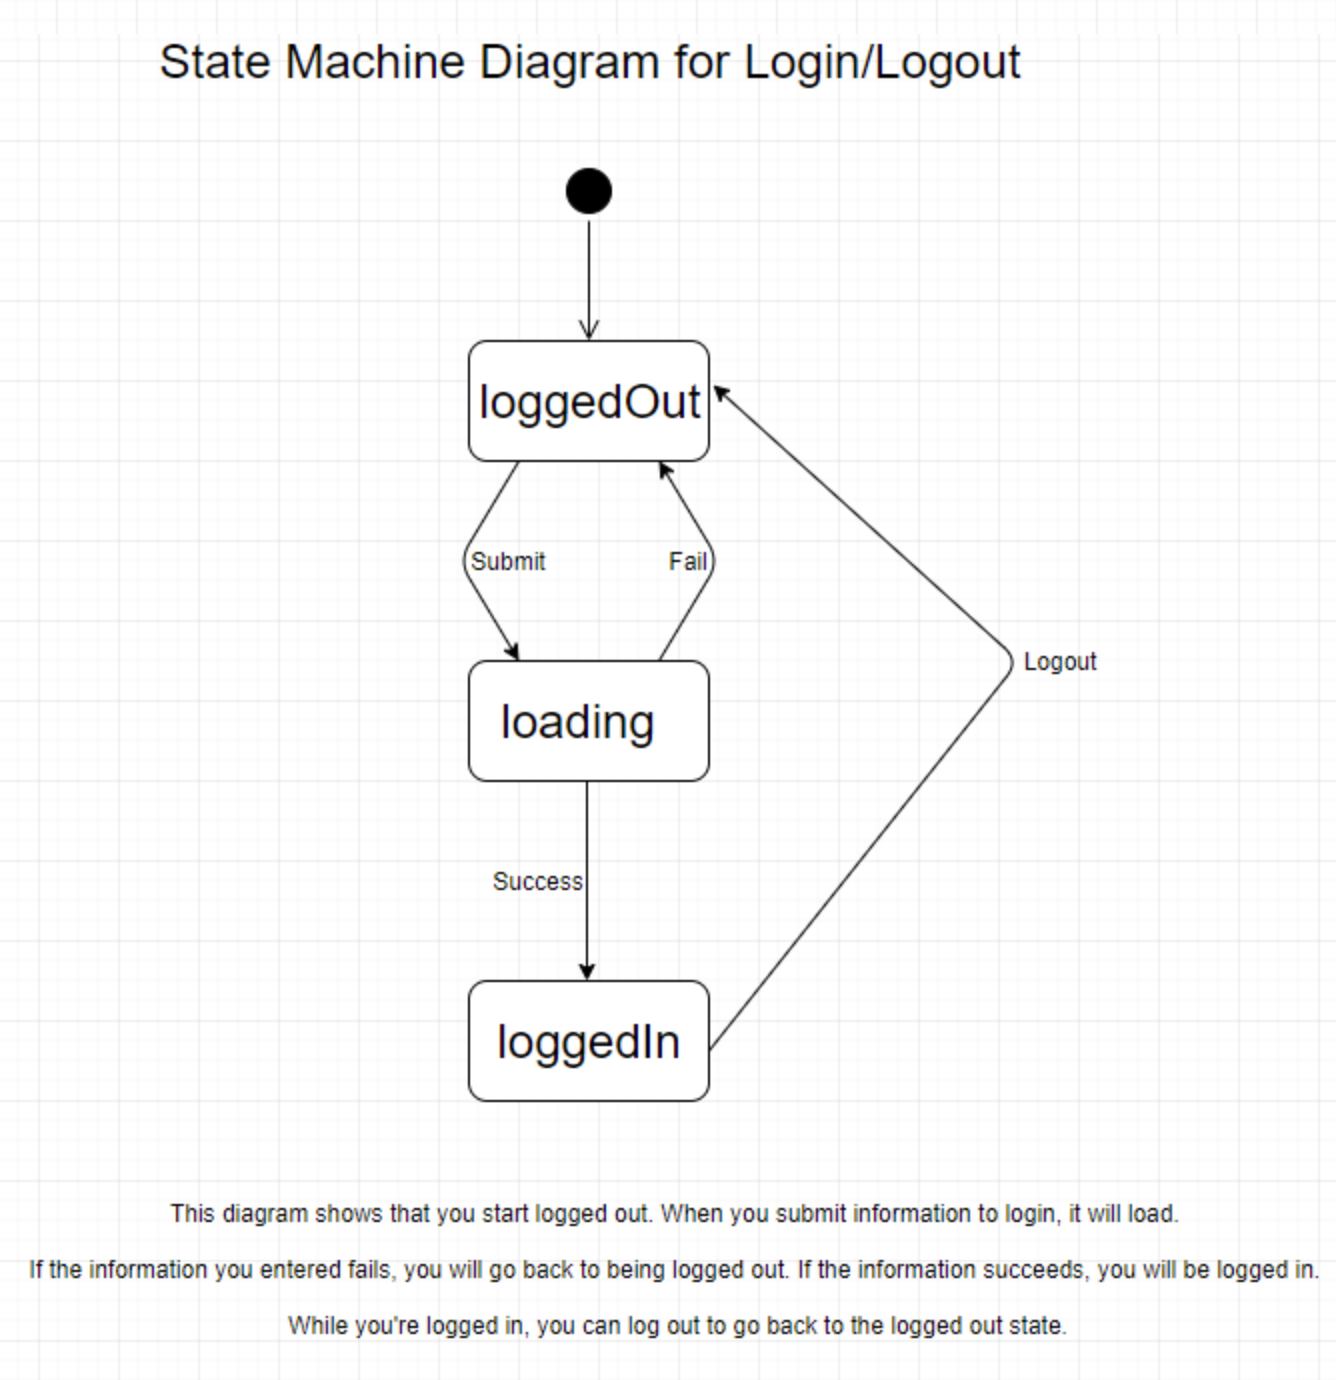 State Machine Diagram for Login/Logout
loggedOut
Submit
Fail
Logout
loading
Success
loggedIn
This diagram shows that you start logged out. When you submit information to login, it will load.
If the information you entered fails, you will go back to being logged out. If the information succeeds, you will be logged in.
While you're logged in, you can log out to go back to the logged out state.